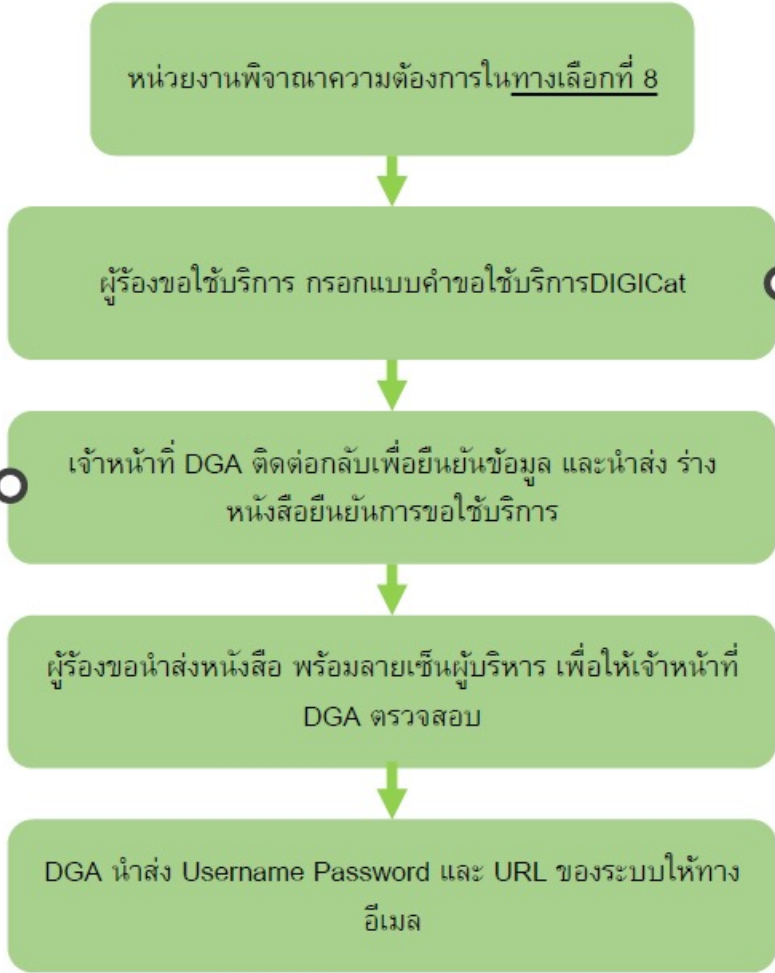 หน่วยงานพิจาณาความต้องการในทางเลือกที่ 8
ผู้ร้องขอใช้บริการ กรอกแบบคำขอใช้บริการDIGICat
เจ้าหน้าที่ DGA ติดต่อกลับเพื่อยืนยันข้อมูล และนำส่ง ร่าง
หนังสือยืนยันการขอใช้บริการ
ผู้ร้องขอนำส่งหนังสือ พร้อมลายเซ็นผู้บริหาร เพื่อให้เจ้าหน้าที่
DGA ตรวจสอบ
DGA นำส่ง Username Password และ URL ของระบบให้ทาง
อีเมล